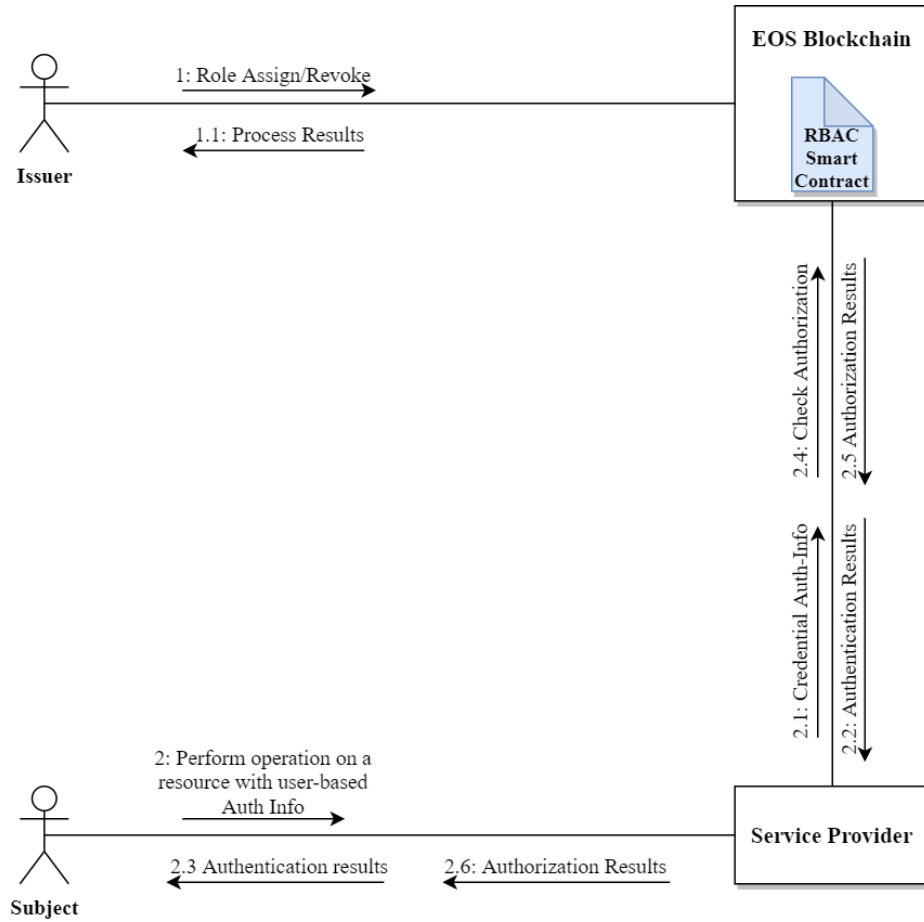 EOS Blockchain
RBAC
Smart
Contract
1: Role Assign/Revoke
1.1: Process Results
Issuer
2.4: Check Authorization
2.5 Authorization Results
2.1: Credential Auth-Info
2.2: Authentication Results
2: Perform operation on a
resource with user-based
Auth Info
Service Provider
2.3 Authentication results
2.6: Authorization Results
Subject